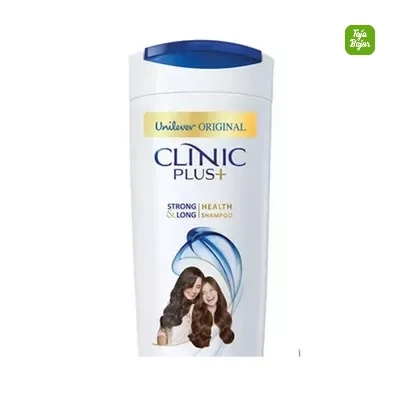 Taja
Bajar
Unilever ORIGINAL
CLINIC
PLUS+
STRONG
& LONG
HEALTH
SHAMPOO